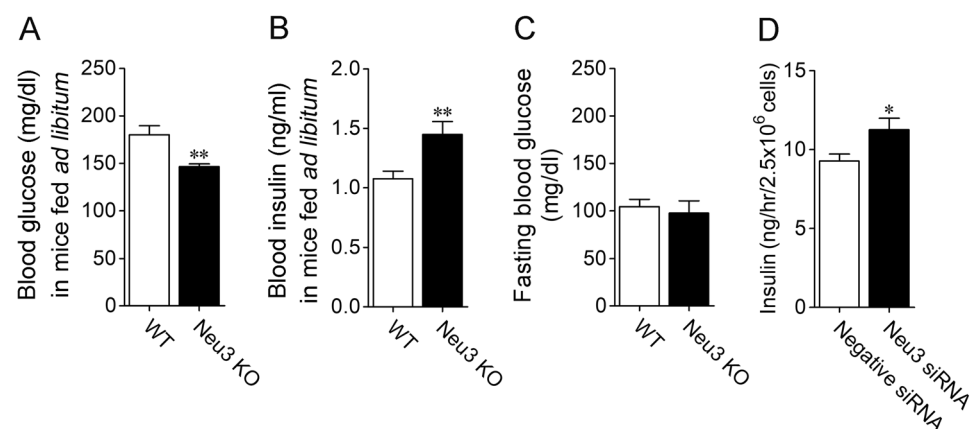 A
Blood glucose (mg/dl)
in mice fed ad libitum
250
200
150
100
50
0
**
WT
Neu3 KO
B
Blood insulin (ng/ml)
in mice fed ad libitum
2.0
1.5
1.0
0.5
0.0
**
WT
Neu3 KO
C
Fasting blood glucose
(mg/dl)
250
200
150
100
50
0
WT
Neu3 KO
D
Insulin (ng/hr/2.5x10⁶ cells)
15
10
5
0
*
Negative siRNA
Neu3 siRNA